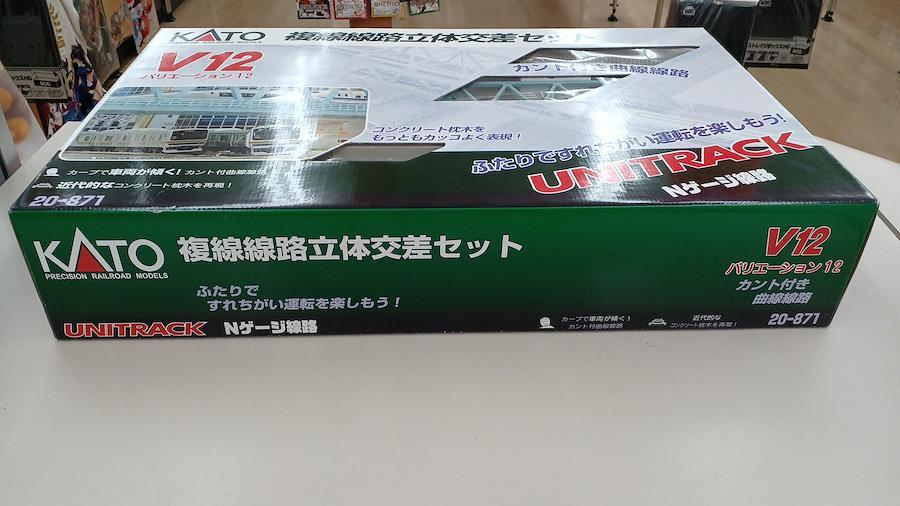 KATO
PRECISION RAILROAD MODELS
複線線路立体交差セット
V12
バリエーション12
カント付き曲線線路
コンクリート枕木を
もっともカッコよく表現!
ふたりですれちがい運転を楽しもう!
UNITRACK
Nゲージ線路
カーブで車両が傾く!カント付曲線線路
近代的なコンクリート枕木を再現!
20-871
KATO
PRECISION RAILROAD MODELS
複線線路立体交差セット
V12
バリエーション12
カント付き
曲線線路
ふたりで
すれちがい運転を楽しもう!
UNITRACK
Nゲージ線路
カーブで車両が傾く!
カント付曲線線路
近代的な
コンクリート枕木を再現!
20-871